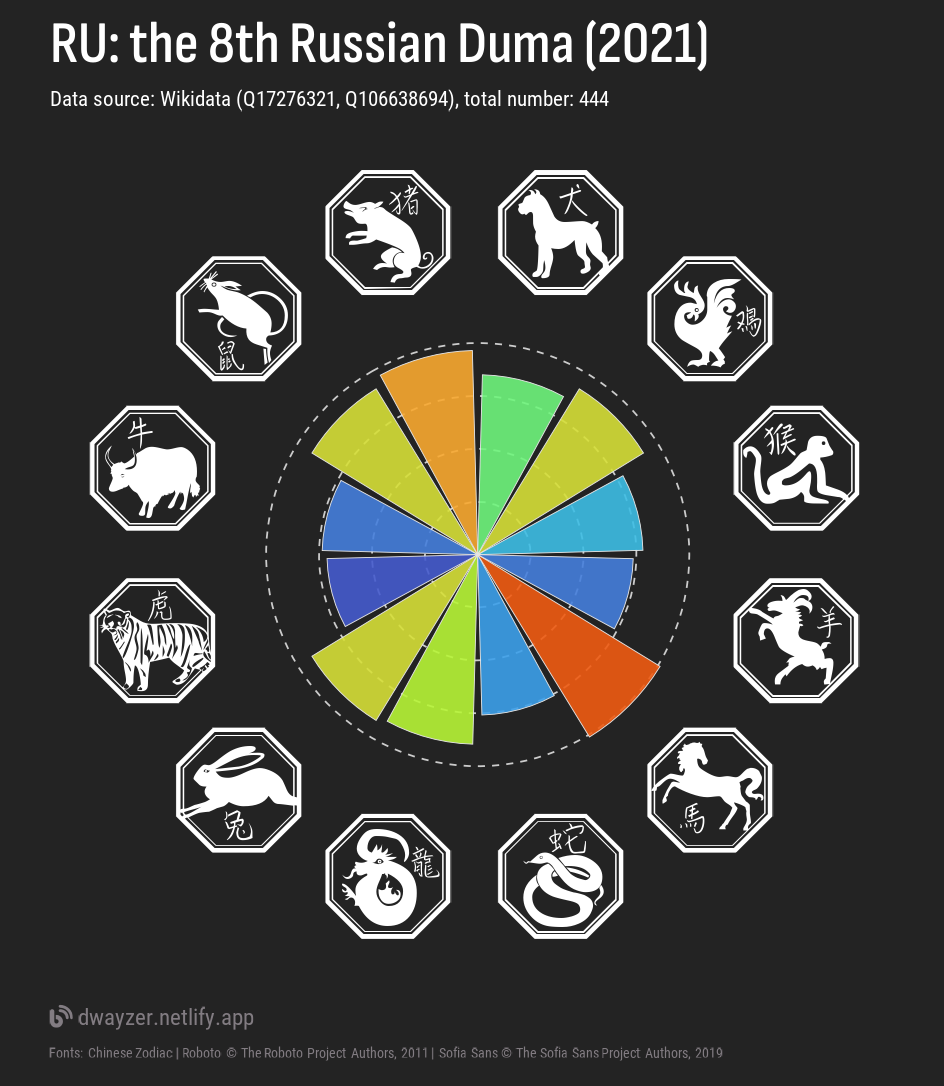 RU: the 8th Russian Duma (2021)
Data source: Wikidata (Q17276321, Q106638694), total number: 444
猪
犬
鼠
鸡
牛
猴
虎
羊
兔
馬
龍
蛇
dwayzer.netlify.app
Fonts: Chinese Zodiac | Roboto © The Roboto Project Authors, 2011 | Sofia Sans © The Sofia Sans Project Authors, 2019